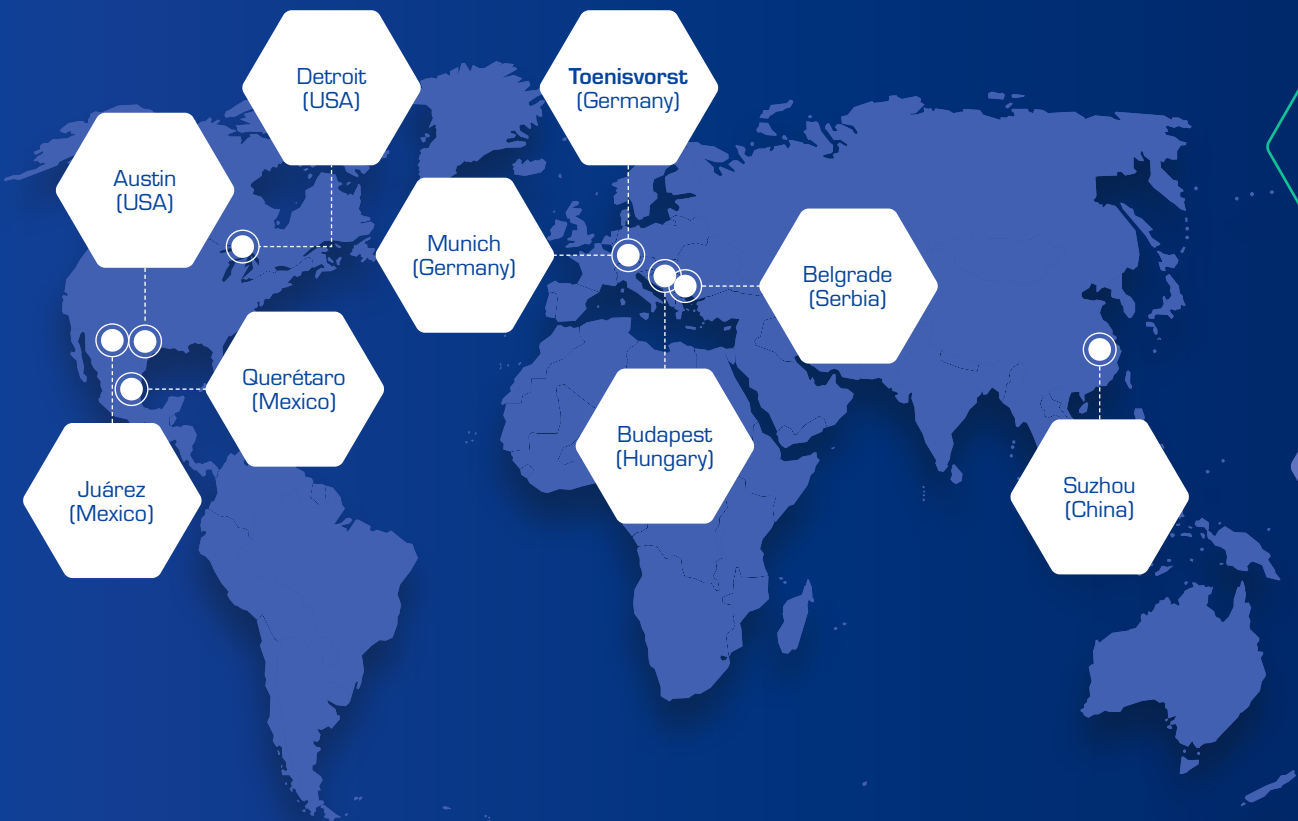 Detroit
(USA)
Toenisvorst
(Germany)
Austin
(USA)
Munich
(Germany)
Belgrade
(Serbia)
Querétaro
(Mexico)
Budapest
(Hungary)
Juárez
(Mexico)
Suzhou
(China)